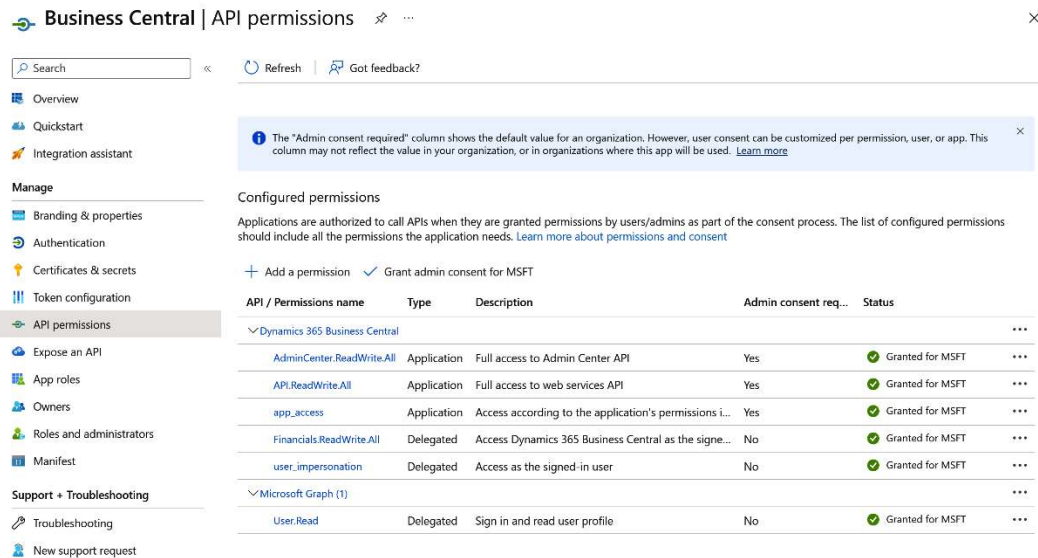 Business Central | API permissions
Search
Refresh
Got feedback?
Overview
Quickstart
Integration assistant
Manage
Branding & properties
Authentication
Certificates & secrets
Token configuration
API permissions
Expose an API
App roles
Owners
Roles and administrators
Manifest
Support + Troubleshooting
Troubleshooting
New support request
The "Admin consent required" column shows the default value for an organization. However, user consent can be customized per permission, user, or app. This
column may not reflect the value in your organization, or in organizations where this app will be used. Learn more
Configured permissions
Applications are authorized to call APIs when they are granted permissions by users/admins as part of the consent process. The list of configured permissions
should include all the permissions the application needs. Learn more about permissions and consent
Add a permission Grant admin consent for MSFT
API / Permissions name Type Description Admin consent req... Status
Dynamics 365 Business Central
AdminCenter.ReadWrite.All Application Full access to Admin Center API Yes Granted for MSFT
API.ReadWrite.All Application Full access to web services API Yes Granted for MSFT
app_access Application Access according to the application's permissions i... Yes Granted for MSFT
Financials.ReadWrite.All Delegated Access Dynamics 365 Business Central as the signe... No Granted for MSFT
user_impersonation Delegated Access as the signed-in user No Granted for MSFT
Microsoft Graph (1)
User.Read Delegated Sign in and read user profile No Granted for MSFT